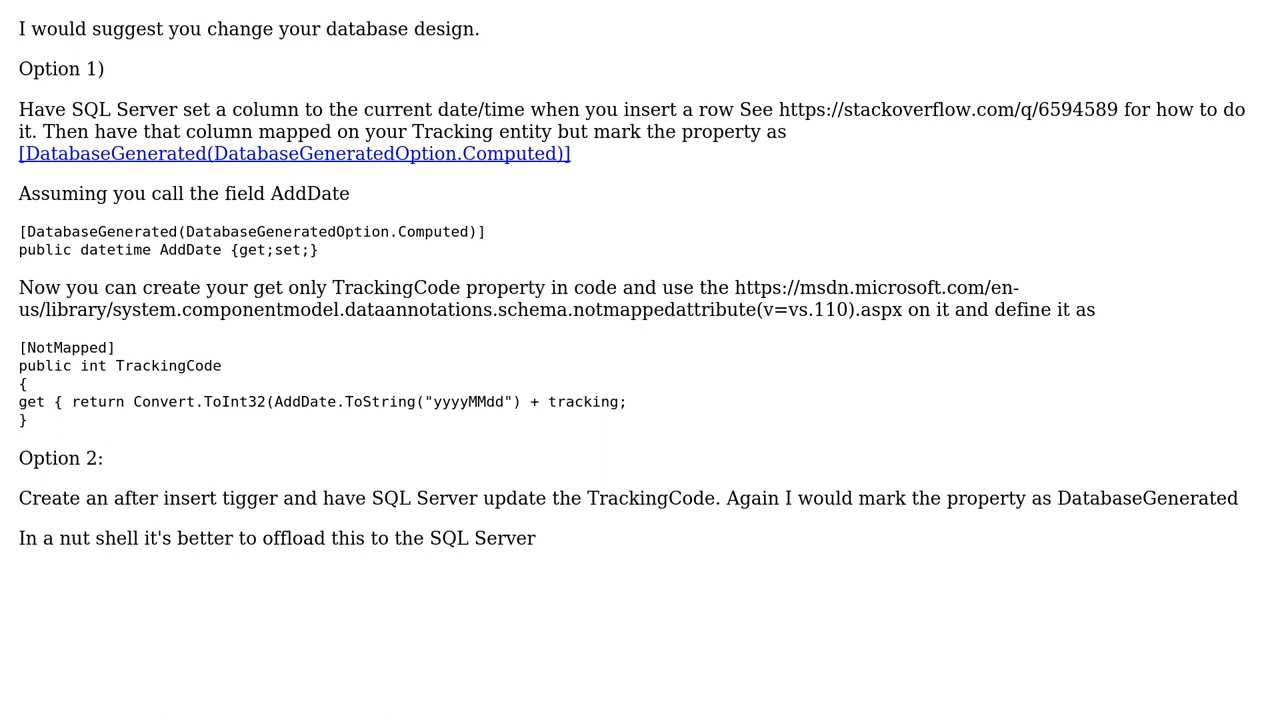 I would suggest you change your database design.
Option 1)
Have SQL Server set a column to the current date/time when you insert a row See https://stackoverflow.com/q/6594589 for how to do
it. Then have that column mapped on your Tracking entity but mark the property as
[DatabaseGenerated(DatabaseGeneratedOption.Computed)]
Assuming you call the field AddDate
[DatabaseGenerated(DatabaseGeneratedOption.Computed)]
public datetime AddDate {get;set;}
Now you can create your get only TrackingCode property in code and use the https://msdn.microsoft.com/en-
us/library/system.componentmodel.dataannotations.schema.notmappedattribute(v=vs.110).aspx on it and define it as
[NotMapped]
public int TrackingCode
{
get { return Convert.ToInt32(AddDate.ToString("yyyyMMdd") + tracking;
}
Option 2:
Create an after insert tigger and have SQL Server update the TrackingCode. Again I would mark the property as DatabaseGenerated
In a nut shell it's better to offload this to the SQL Server